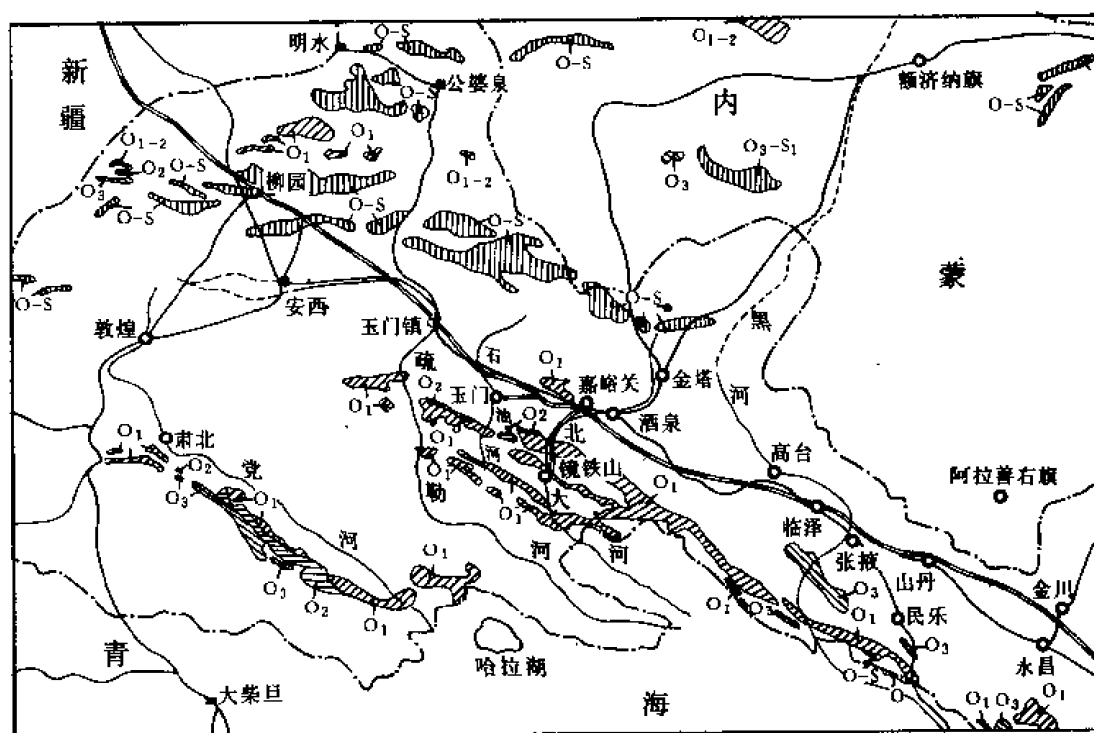 明水
O-S
O-S
O₁₋₂
新疆
公婆泉
O-S
额济纳旗
内
O-S
O₁₋₂
O₂
O₃
O-S
O₁
O₁
O₁₋₂
O₃
O₃-S₁
柳园
O-S
O-S
O-S
蒙
O-S
安西
O-S
敦煌
玉门镇
黑
河
疏
勒
河
石
油
河
O₁
嘉峪关
金塔
O₂
O₁
玉门
O₂
北
大
河
酒泉
O₁
肃北
O₂
O₃
党
河
O₁
O₁
O₁
镜铁山
O₁
O₁
高台
阿拉善右旗
临泽
张掖
山丹
金川
O₃
O₂
O₁
O₁
O₁
O₃
O₃
O₁
民乐
O₃
永昌
青
哈拉湖
大柴旦
海
O-S
O₁
O₃
O₁